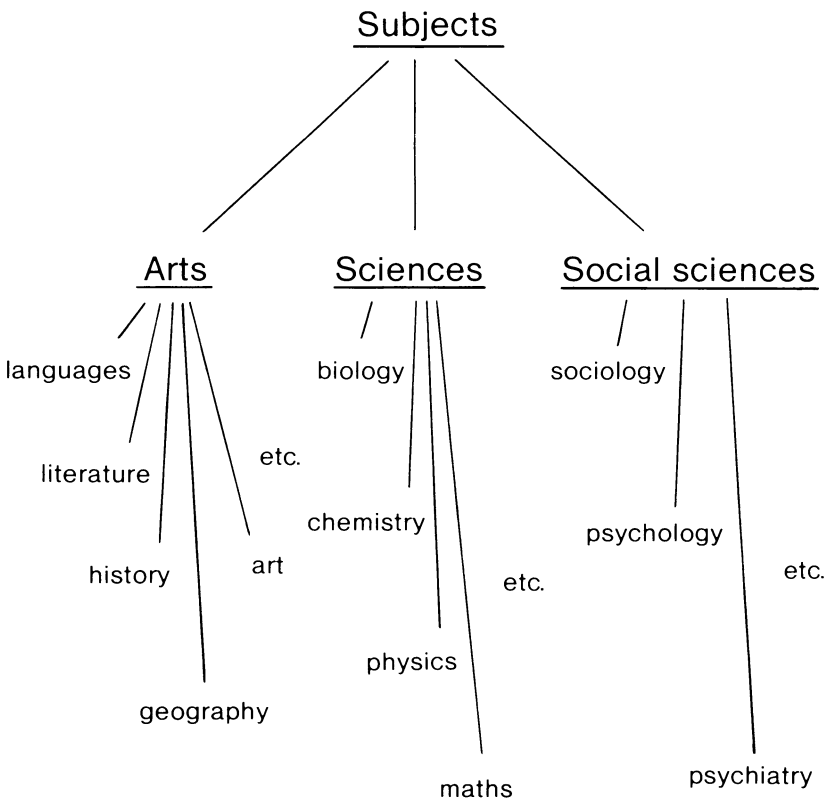 Subjects
Arts
Sciences
Social sciences
languages
literature
history
geography
art
etc.
biology
chemistry
physics
maths
etc.
sociology
psychology
psychiatry
etc.